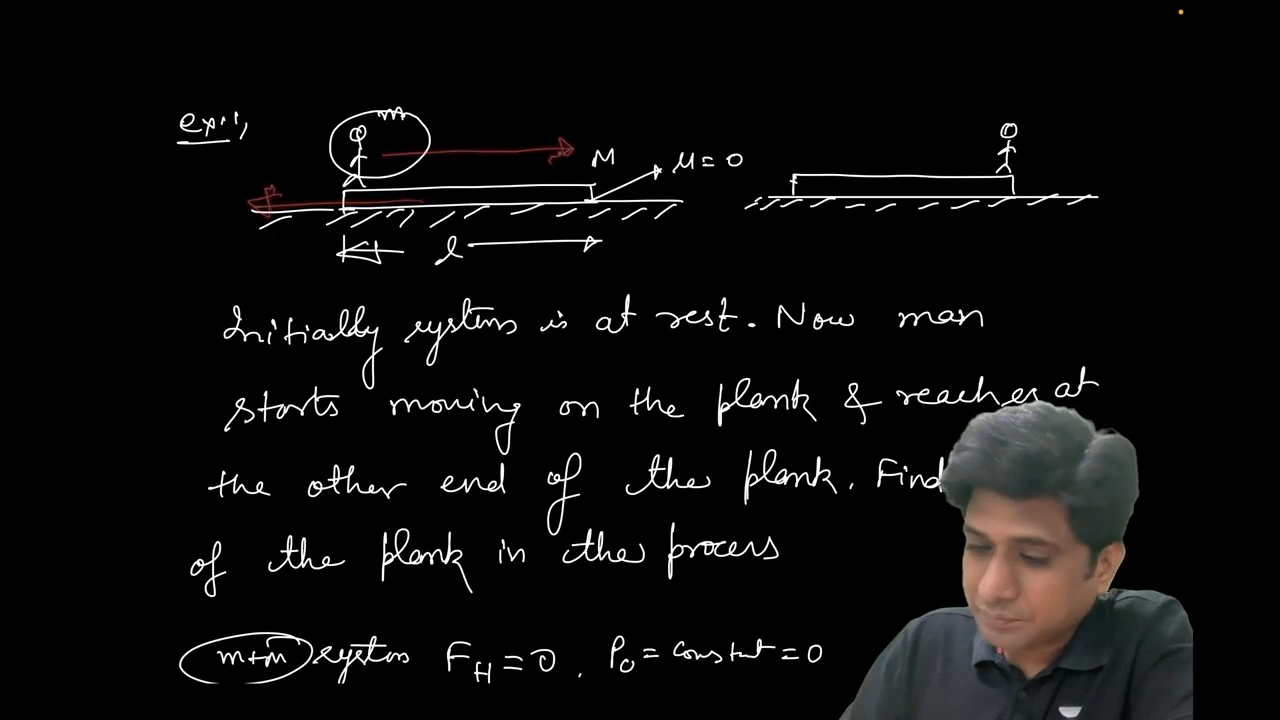 ex:-1,
m
M
μ = 0
l
Initially system is at rest. Now man
starts moving on the plank & reaches at
the other end of the plank. Find
of the plank in the process
m+m system F_H = 0, P_0 = constant = 0